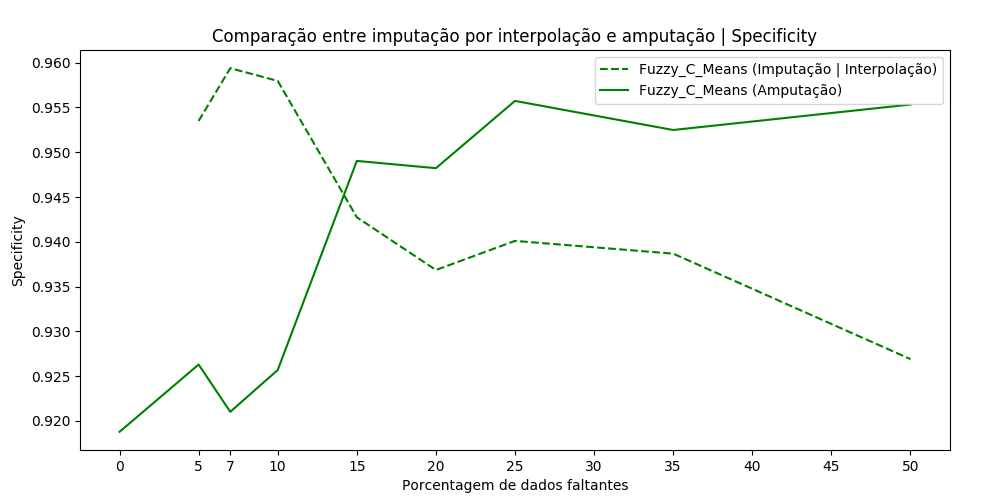 Comparação entre imputação por interpolação e amputação | Specificity
Fuzzy_C_Means (Imputação | Interpolação)
Fuzzy_C_Means (Amputação)
0.960
0.955
0.950
0.945
0.940
0.935
0.930
0.925
0.920
Specificity
0 5 7 10 15 20 25 30 35 40 45 50
Porcentagem de dados faltantes